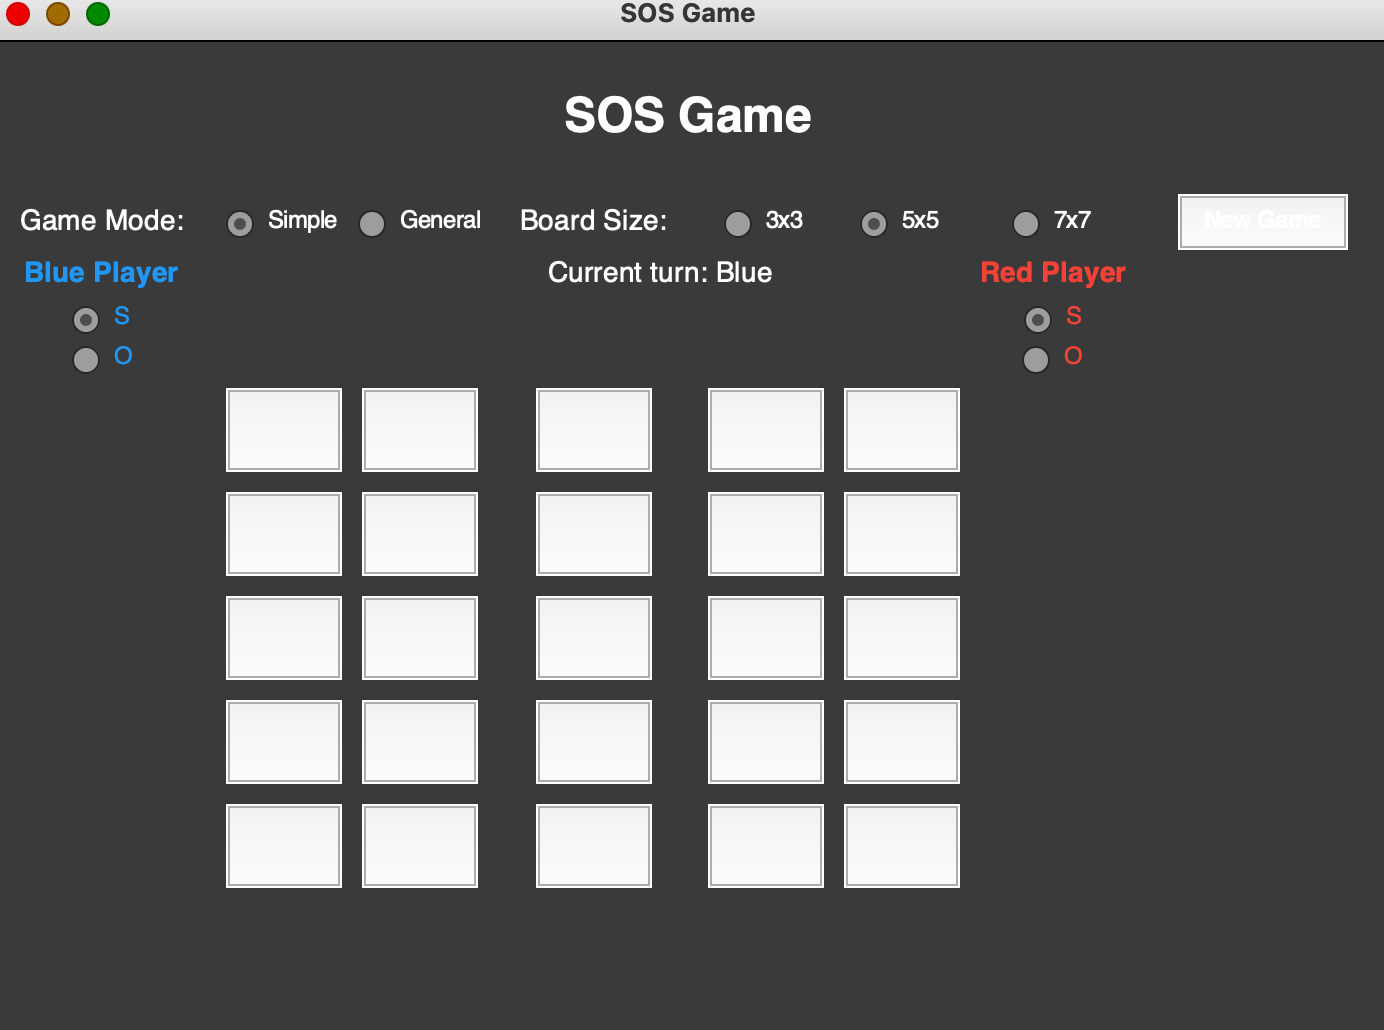 SOS Game
SOS Game
Game Mode: Simple General Board Size: 3x3 5x5 7x7 New Game
Blue Player Current turn: Blue Red Player
S S
O O